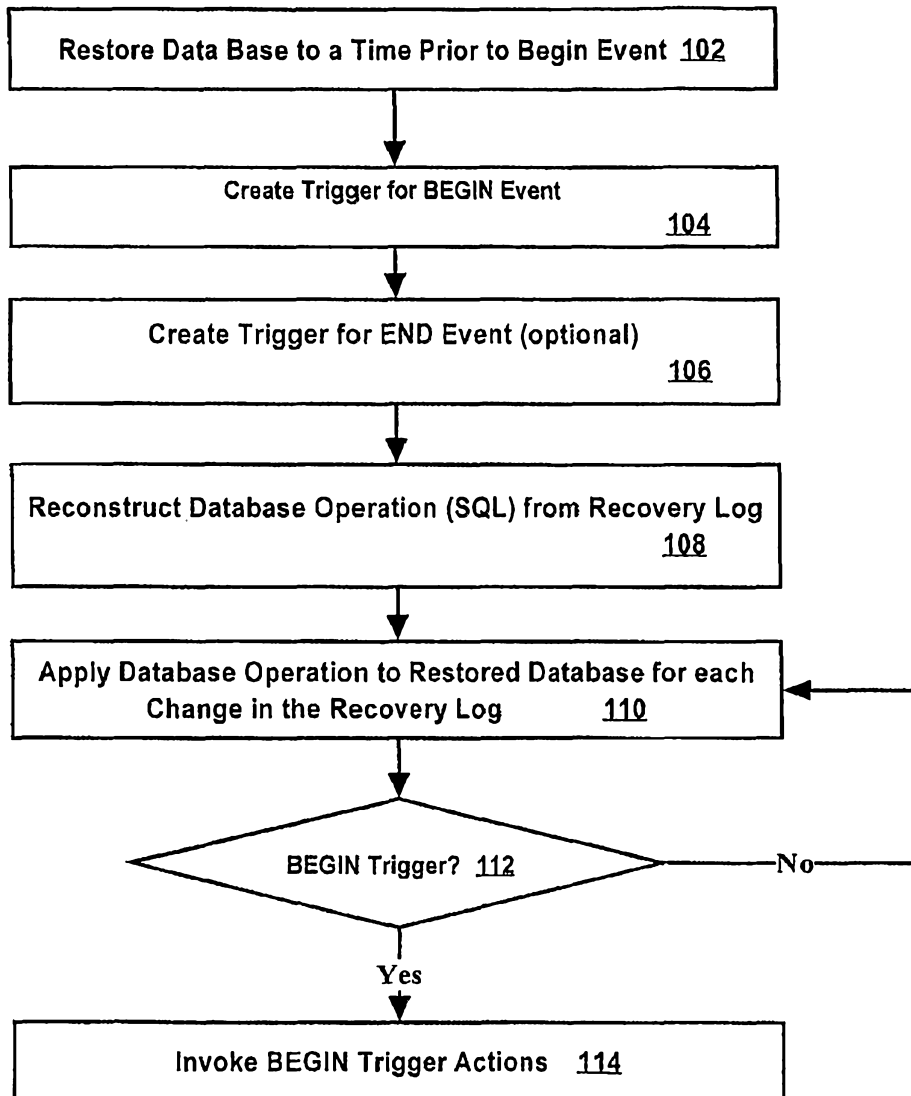 Restore Data Base to a Time Prior to Begin Event 102
Create Trigger for BEGIN Event
104
Create Trigger for END Event (optional)
106
Reconstruct Database Operation (SQL) from Recovery Log
108
Apply Database Operation to Restored Database for each
Change in the Recovery Log 110
BEGIN Trigger? 112
No
Yes
Invoke BEGIN Trigger Actions 114